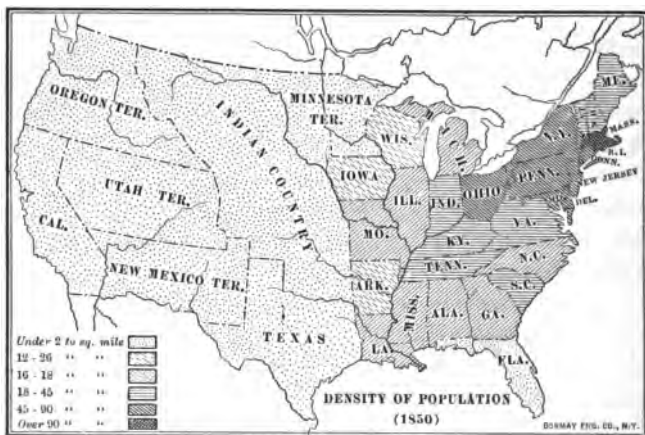 ME.
OREGON TER.
MINNESOTA
TER.
MICH.
N.Y.
MASS.
R.I.
CONN.
WIS.
INDIAN COUNTRY
IOWA
PENN.
NEW JERSEY
UTAH TER.
OHIO
DEL.
CAL.
ILL.
IND.
VA.
MO.
KY.
NEW MEXICO TER.
TENN.
N.C.
ARK.
S.C.
MISS.
ALA.
GA.
TEXAS
LA.
FLA.
Under 2 to sq. mile
12 - 26 " "
16 - 18 " "
18 - 45 " "
45 - 90 " "
Over 90 " "
DENSITY OF POPULATION
(1850)
BORMAY ENG. CO., N.Y.